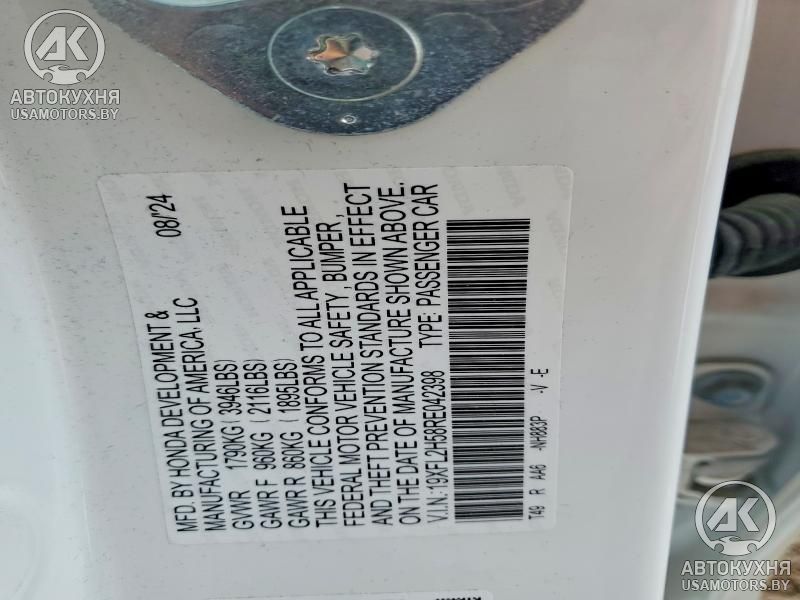 АК
АВТОКУХНЯ
USAMOTORS.BY
MFD. BY HONDA DEVELOPMENT &
MANUFACTURING OF AMERICA, LLC 08/'24
GVWR 1790KG ( 3946LBS)
GAWR F 960KG ( 2116LBS)
GAWR R 860KG ( 1895LBS)
THIS VEHICLE CONFORMS TO ALL APPLICABLE
FEDERAL MOTOR VEHICLE SAFETY, BUMPER,
AND THEFT PREVENTION STANDARDS IN EFFECT
ON THE DATE OF MANUFACTURE SHOWN ABOVE.
V.I.N.: 19XFL2H58RE042398 TYPE: PASSENGER CAR
T49 R AA6 -NH883P -V -E
АК
АВТОКУХНЯ
USAMOTORS.BY